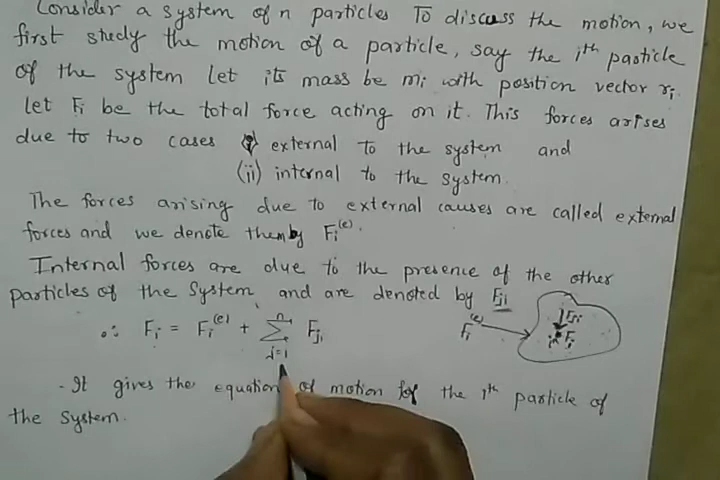 Consider a system of n particles To discuss the motion, we
first study the motion of a particle, say the ith particle
of the system let its mass be mi with position vector ri.
let Fi be the total force acting on it. This forces arises
due to two cases (i) external to the system and
(ii) internal to the system.
The forces arising due to external causes are called external
forces and we denote them by Fi(e).
Internal forces are due to the presence of the other
particles of the system and are denoted by Fji
∴ Fi = Fi(e) + n∑j=1 Fji
Fi(e) Fji i Fi
- It gives the equation of motion for the ith particle of
the system.